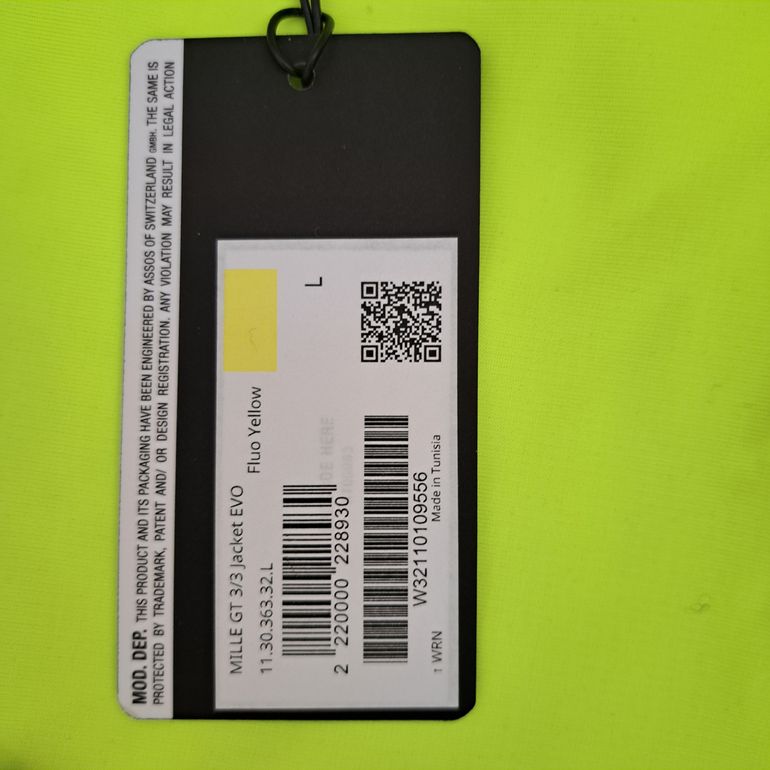 MOD. DEP. THIS PRODUCT AND ITS PACKAGING HAVE BEEN ENGINEERED BY ASSOS OF SWITZERLAND GMBH. THE SAME IS
PROTECTED BY TRADEMARK, PATENT AND/ OR DESIGN REGISTRATION. ANY VIOLATION MAY RESULT IN LEGAL ACTION
MILLE GT 3/3 Jacket EVO
Fluo Yellow
11.30.363.32.L
L
2 220000 228930
W32110109556
↑ WRN
Made in Tunisia